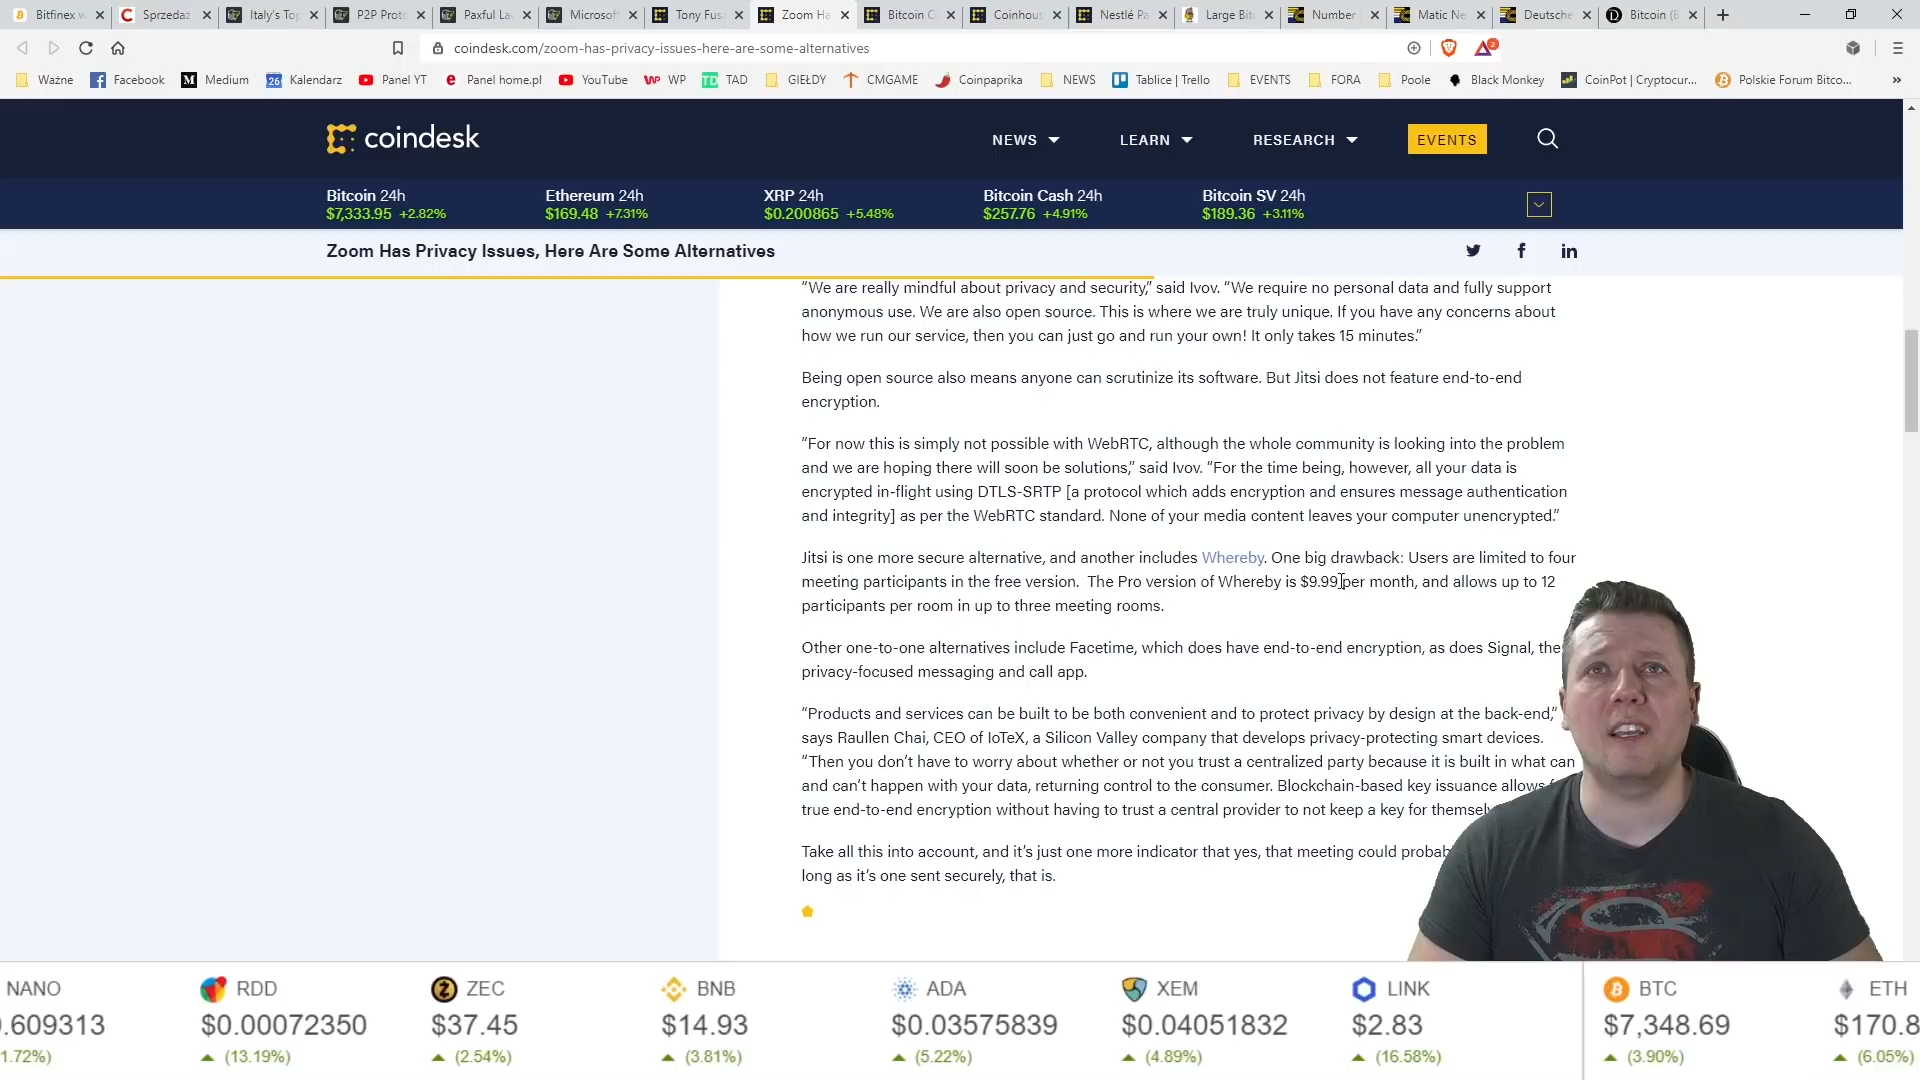 Bitfinex w
Sprzedaż
Italy's Top
P2P Proto
Paxful La
Microsof
Tony Fus
Zoom Ha
Bitcoin C
Coinhous
Nestlé Pa
Large Bit
Number
Matic Ne
Deutsche
Bitcoin (B
coindesk.com/zoom-has-privacy-issues-here-are-some-alternatives
2
Ważne
Facebook
Medium
26 Kalendarz
Panel YT
Panel home.pl
YouTube
WP
TAD
GIEŁDY
CMGAME
Coinpaprika
NEWS
Tablice | Trello
EVENTS
FORA
Poole
Black Monkey
CoinPot | Cryptocur...
Polskie Forum Bitco...
»
coindesk
NEWS
LEARN
RESEARCH
EVENTS
Bitcoin 24h
$7,333.95 +2.82%
Ethereum 24h
$169.48 +7.31%
XRP 24h
$0.200865 +5.48%
Bitcoin Cash 24h
$257.76 +4.91%
Bitcoin SV 24h
$189.36 +3.11%
Zoom Has Privacy Issues, Here Are Some Alternatives
“We are really mindful about privacy and security,” said Ivov. “We require no personal data and fully support
anonymous use. We are also open source. This is where we are truly unique. If you have any concerns about
how we run our service, then you can just go and run your own! It only takes 15 minutes.”
Being open source also means anyone can scrutinize its software. But Jitsi does not feature end-to-end
encryption.
“For now this is simply not possible with WebRTC, although the whole community is looking into the problem
and we are hoping there will soon be solutions,” said Ivov. “For the time being, however, all your data is
encrypted in-flight using DTLS-SRTP [a protocol which adds encryption and ensures message authentication
and integrity] as per the WebRTC standard. None of your media content leaves your computer unencrypted.”
Jitsi is one more secure alternative, and another includes Whereby. One big drawback: Users are limited to four
meeting participants in the free version. The Pro version of Whereby is $9.99 per month, and allows up to 12
participants per room in up to three meeting rooms.
Other one-to-one alternatives include Facetime, which does have end-to-end encryption, as does Signal, the
privacy-focused messaging and call app.
“Products and services can be built to be both convenient and to protect privacy by design at the back-end,”
says Raullen Chai, CEO of IoTeX, a Silicon Valley company that develops privacy-protecting smart devices.
“Then you don’t have to worry about whether or not you trust a centralized party because it is built in what can
and can’t happen with your data, returning control to the consumer. Blockchain-based key issuance allows
true end-to-end encryption without having to trust a central provider to not keep a key for themsel
Take all this into account, and it’s just one more indicator that yes, that meeting could probab
long as it’s one sent securely, that is.
NANO
.609313
1.72%)
RDD
$0.00072350
(13.19%)
ZEC
$37.45
(2.54%)
BNB
$14.93
(3.81%)
ADA
$0.03575839
(5.22%)
XEM
$0.04051832
(4.89%)
LINK
$2.83
(16.58%)
BTC
$7,348.69
(3.90%)
ETH
$170.8
(6.05%)